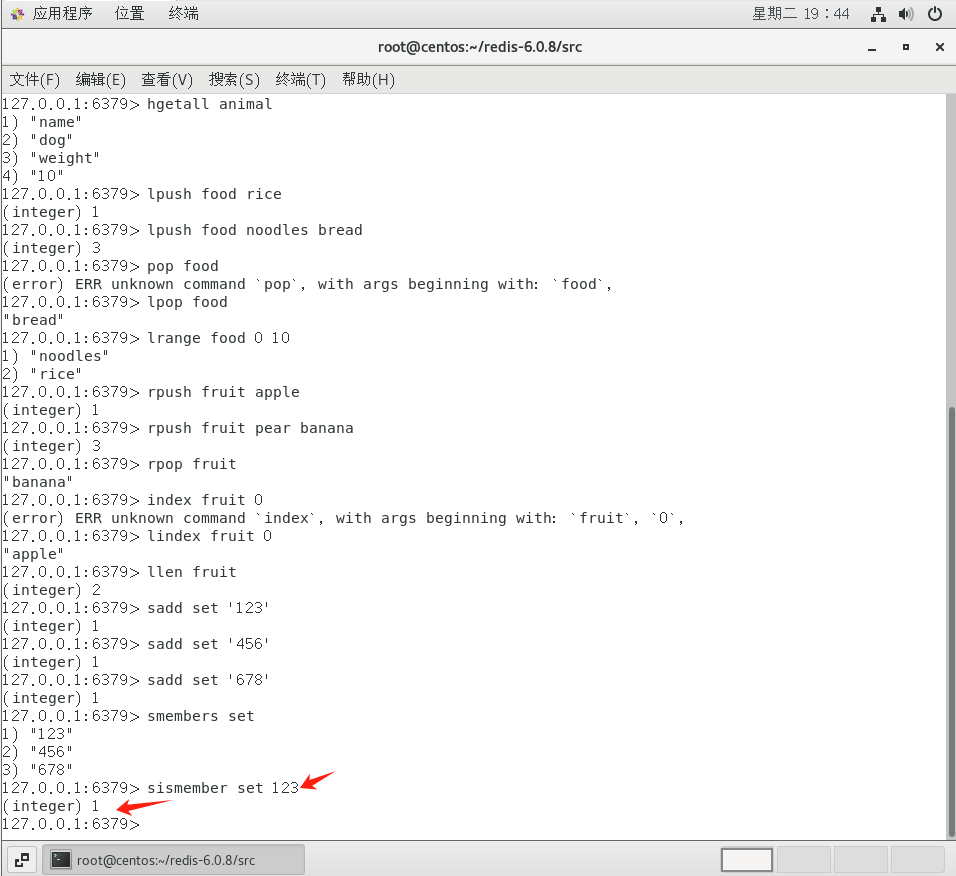 应用程序 位置 终端 星期二 19：44
root@centos:~/redis-6.0.8/src
文件(F) 编辑(E) 查看(V) 搜索(S) 终端(T) 帮助(H)
127.0.0.1:6379> hgetall animal
1) "name"
2) "dog"
3) "weight"
4) "10"
127.0.0.1:6379> lpush food rice
(integer) 1
127.0.0.1:6379> lpush food noodles bread
(integer) 3
127.0.0.1:6379> pop food
(error) ERR unknown command `pop`, with args beginning with: `food`,
127.0.0.1:6379> lpop food
"bread"
127.0.0.1:6379> lrange food 0 10
1) "noodles"
2) "rice"
127.0.0.1:6379> rpush fruit apple
(integer) 1
127.0.0.1:6379> rpush fruit pear banana
(integer) 3
127.0.0.1:6379> rpop fruit
"banana"
127.0.0.1:6379> index fruit 0
(error) ERR unknown command `index`, with args beginning with: `fruit`, `0`,
127.0.0.1:6379> lindex fruit 0
"apple"
127.0.0.1:6379> llen fruit
(integer) 2
127.0.0.1:6379> sadd set '123'
(integer) 1
127.0.0.1:6379> sadd set '456'
(integer) 1
127.0.0.1:6379> sadd set '678'
(integer) 1
127.0.0.1:6379> smembers set
1) "123"
2) "456"
3) "678"
127.0.0.1:6379> sismember set 123
(integer) 1
127.0.0.1:6379>
root@centos:~/redis-6.0.8/src